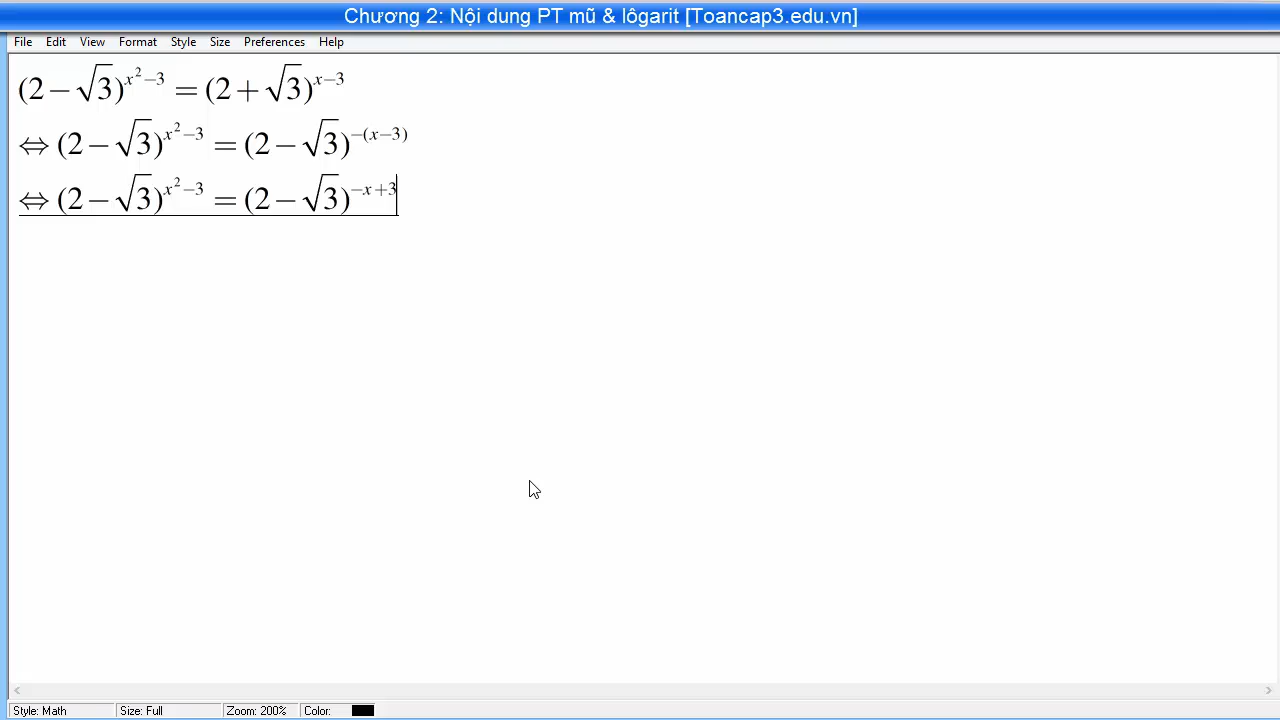 Chương 2: Nội dung PT mũ & lôgarit [Toancap3.edu.vn]
File Edit View Format Style Size Preferences Help
(2−√3)^{x²−3} = (2+√3)^{x−3}
⇔ (2−√3)^{x²−3} = (2−√3)^{−(x−3)}
⇔ (2−√3)^{x²−3} = (2−√3)^{−x+3}
Style: Math Size: Full Zoom: 200% Color: